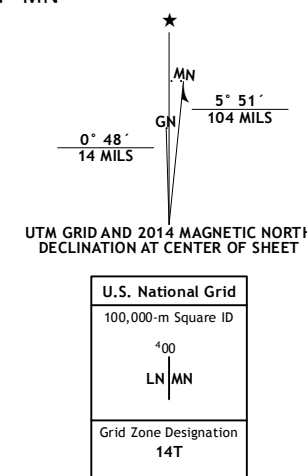 MN
5° 51´
104 MILS
GN
0° 48´
14 MILS
UTM GRID AND 2014 MAGNETIC NORTH
DECLINATION AT CENTER OF SHEET
U.S. National Grid
100,000-m Square ID
⁴00
LN MN
Grid Zone Designation
14T